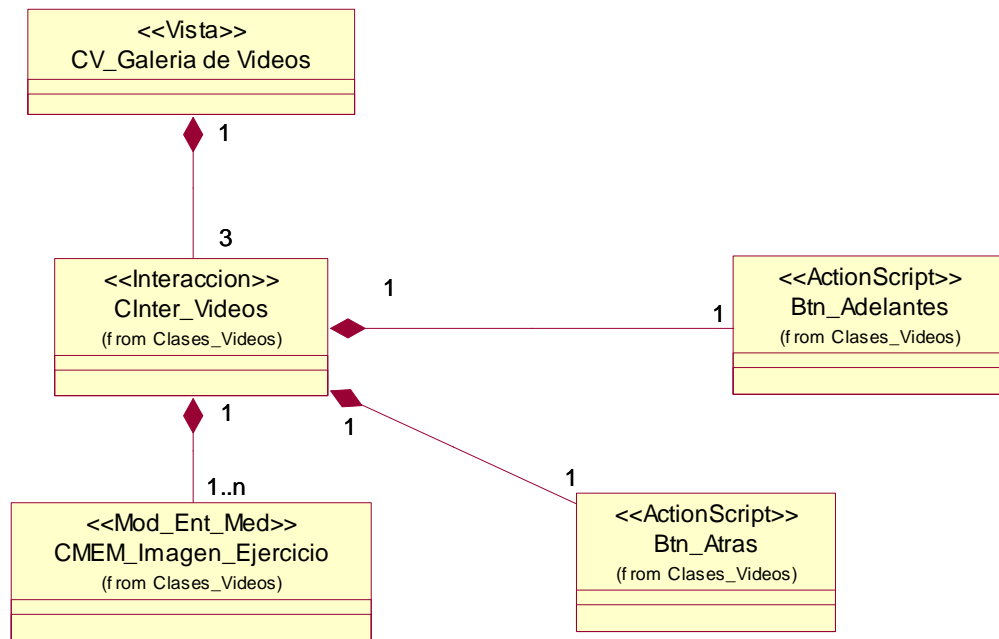 <<Vista>>
CV_Galeria de Videos
1
3
<<Interaccion>>
CInter_Videos
(from Clases_Videos)
1
1
<<ActionScript>>
Btn_Adelantes
(from Clases_Videos)
1
1
1..n
1
<<Mod_Ent_Med>>
CMEM_Imagen_Ejercicio
(from Clases_Videos)
<<ActionScript>>
Btn_Atras
(from Clases_Videos)